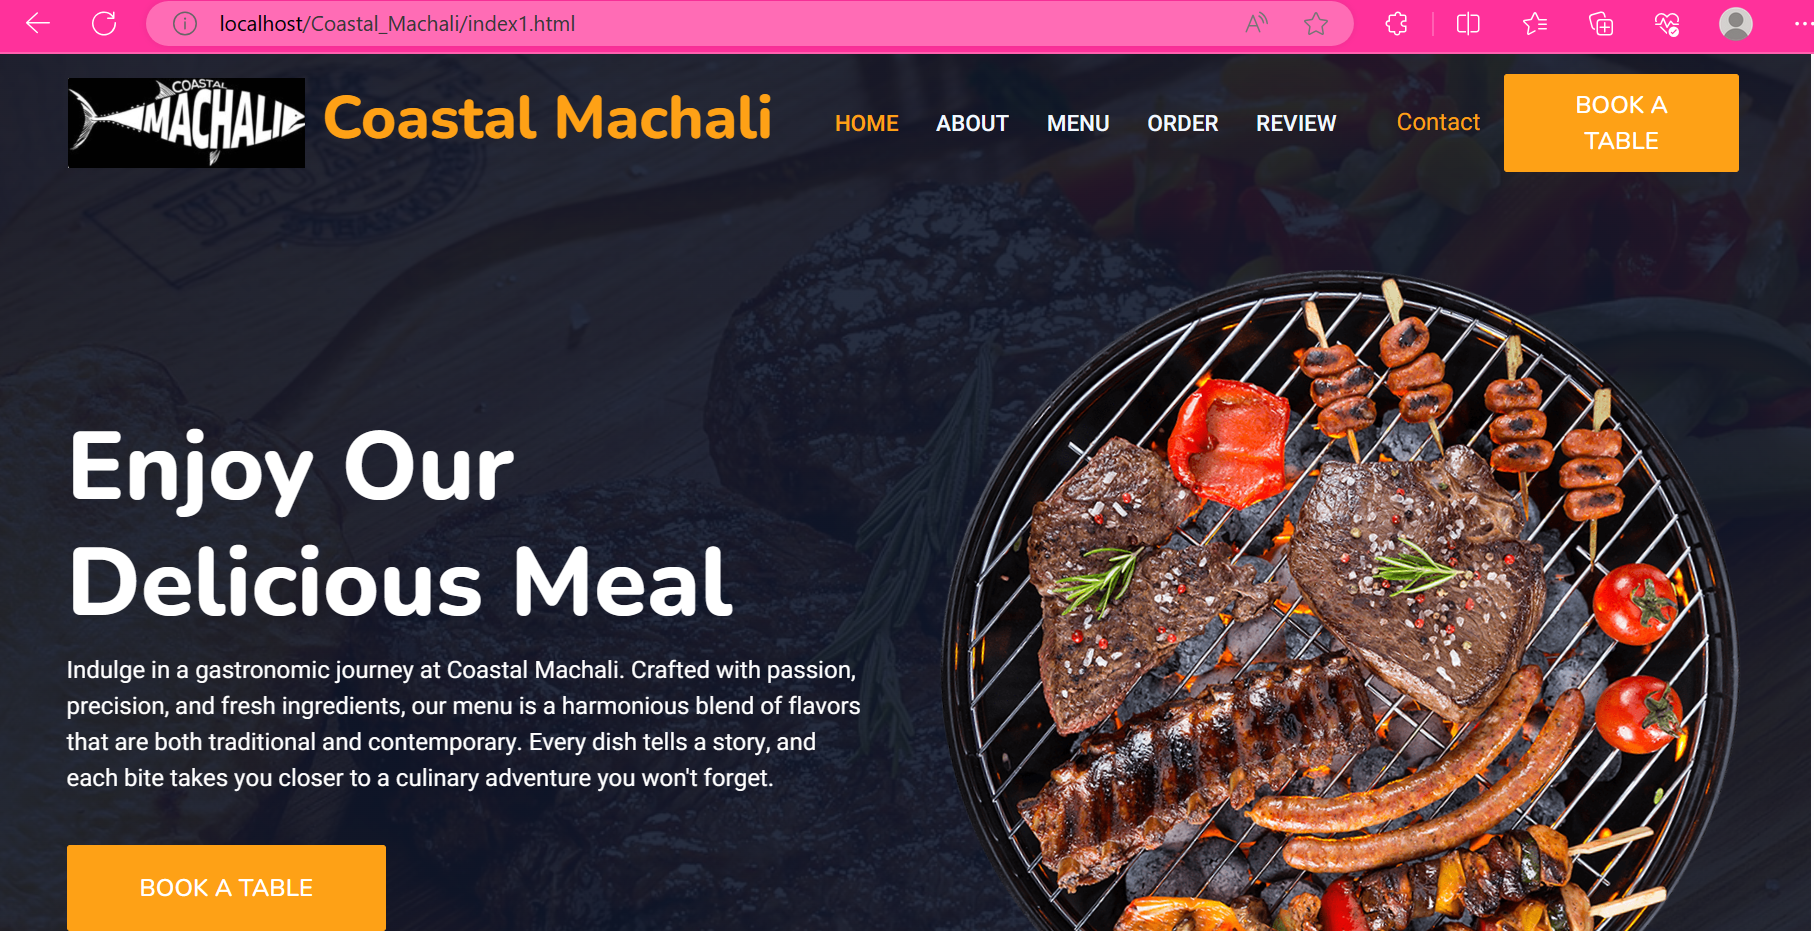 localhost/Coastal_Machali/index1.html
COASTAL
MACHALI
Coastal Machali
HOME ABOUT MENU ORDER REVIEW Contact
BOOK A
TABLE
Enjoy Our
Delicious Meal
Indulge in a gastronomic journey at Coastal Machali. Crafted with passion,
precision, and fresh ingredients, our menu is a harmonious blend of flavors
that are both traditional and contemporary. Every dish tells a story, and
each bite takes you closer to a culinary adventure you won't forget.
BOOK A TABLE